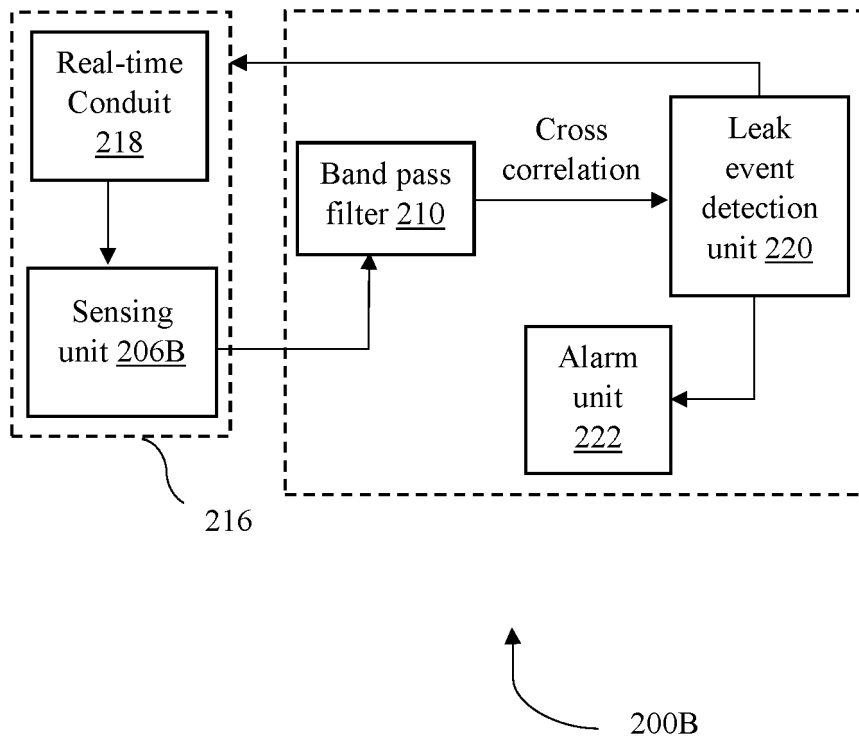 Real-time
Conduit
218
Sensing
unit 206B
216
Band pass
filter 210
Cross
correlation
Leak
event
detection
unit 220
Alarm
unit
222
200B